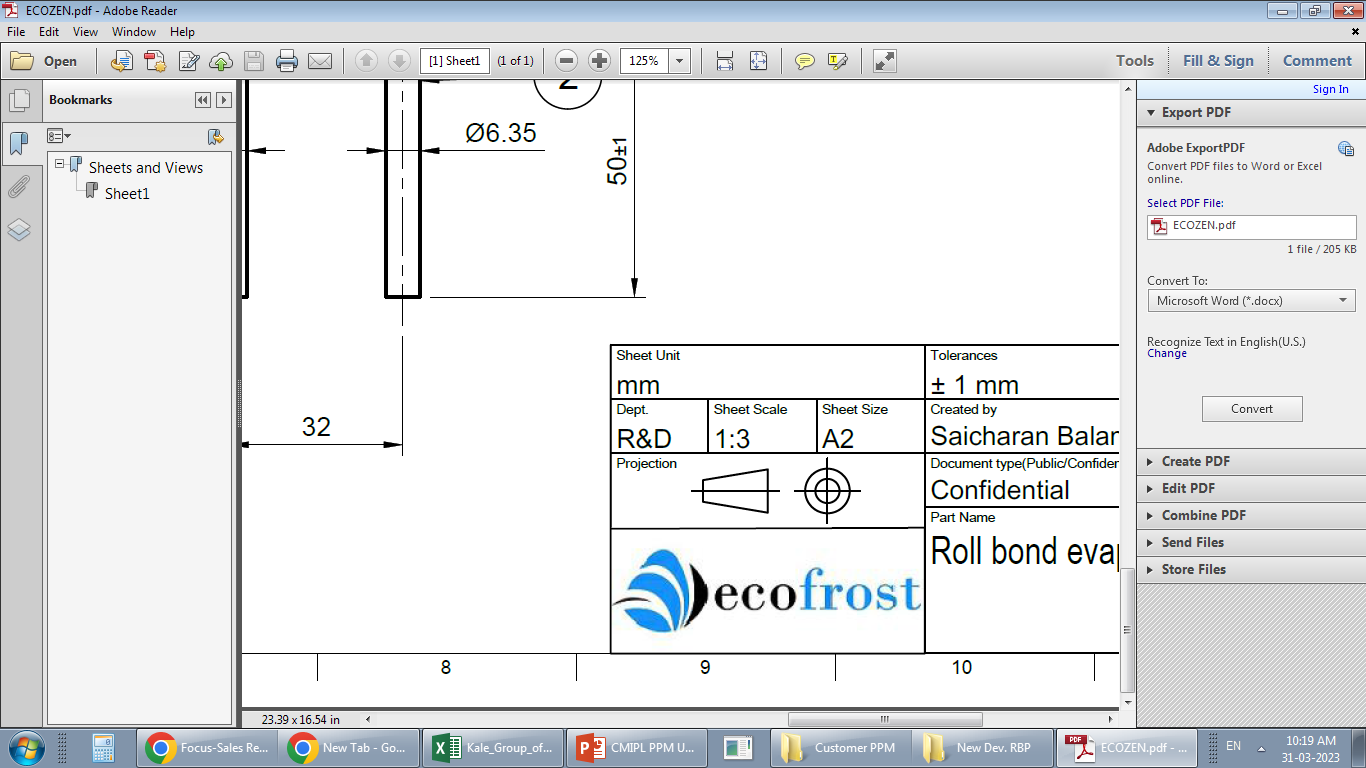 ECOZEN.pdf - Adobe Reader
File Edit View Window Help
Open
[1] Sheet1 (1 of 1) 125%
Tools Fill & Sign Comment
Sign In
Bookmarks
Sheets and Views
Sheet1
Ø6.35
50±1
32
Sheet Unit
mm
Tolerances
± 1 mm
Dept.
R&D
Sheet Scale
1:3
Sheet Size
A2
Created by
Saicharan Balan
Projection
Document type(Public/Confiden
Confidential
Part Name
Roll bond evap
ecofrost
8 9 10
23.39 x 16.54 in
Export PDF
Adobe ExportPDF
Convert PDF files to Word or Excel
online.
Select PDF File:
ECOZEN.pdf
1 file / 205 KB
Convert To:
Microsoft Word (*.docx)
Recognize Text in English(U.S.)
Change
Convert
Create PDF
Edit PDF
Combine PDF
Send Files
Store Files
Focus-Sales Re... New Tab - Go... Kale_Group_of... CMIPL PPM U... Customer PPM New Dev. RBP ECOZEN.pdf - ... EN
10:19 AM
31-03-2023